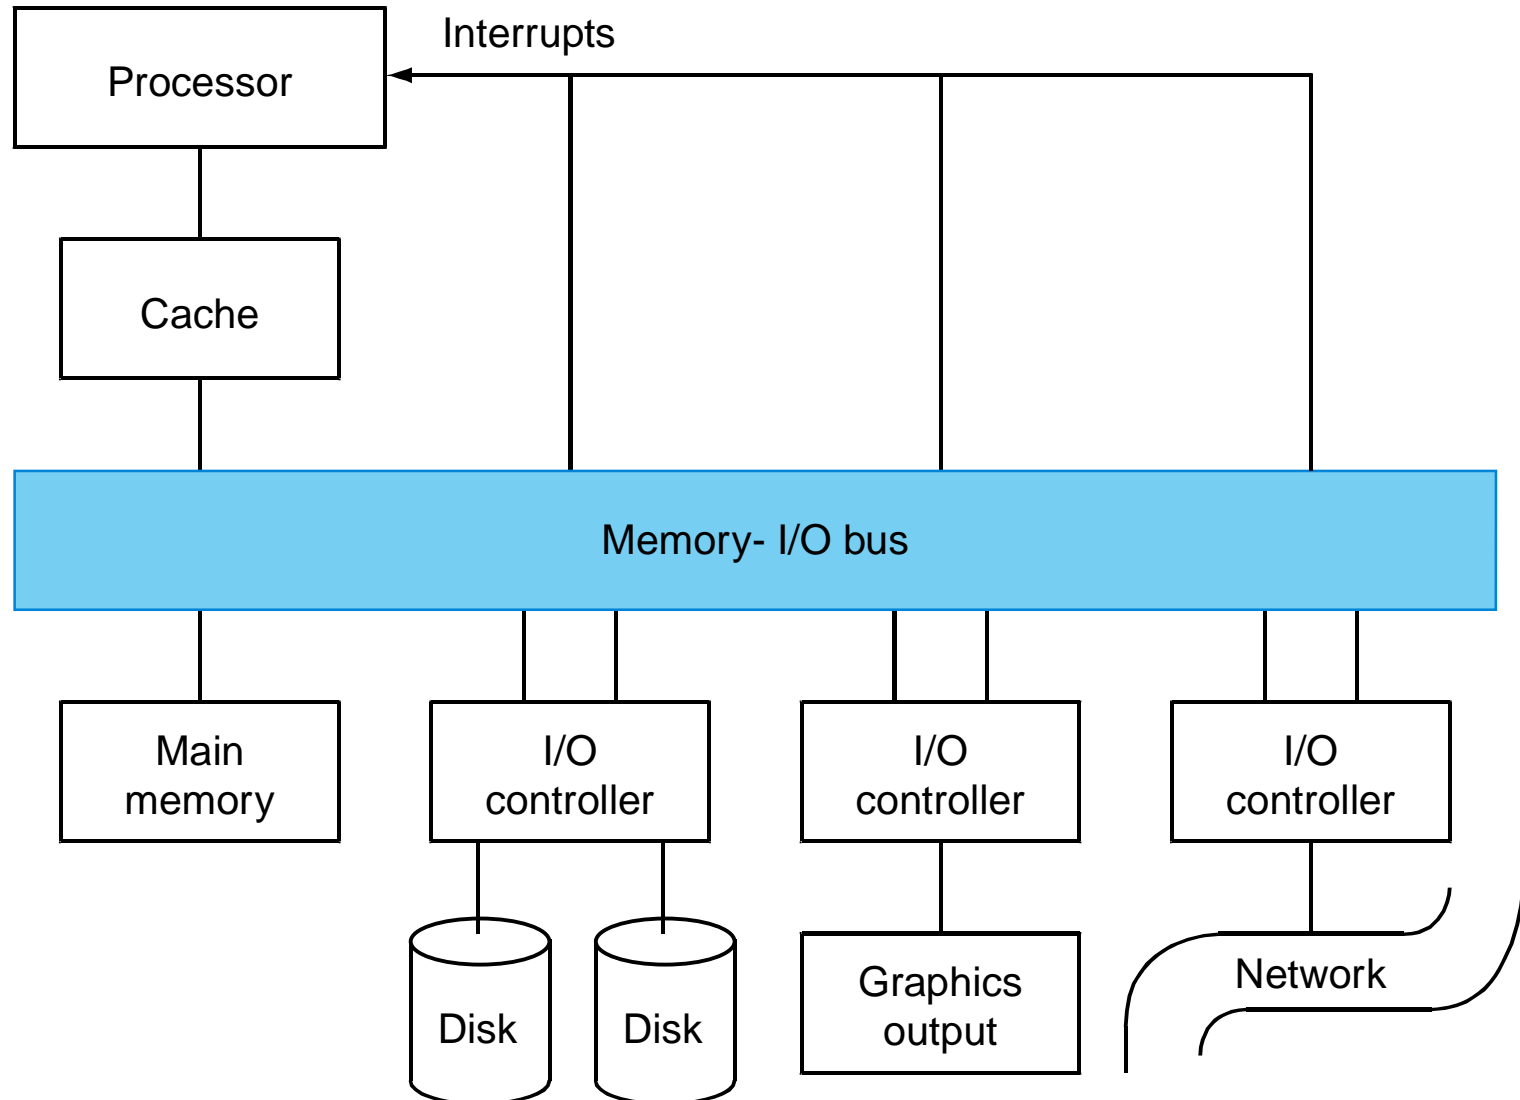 Interrupts
Processor
Cache
Memory- I/O bus
Main
memory
I/O
controller
I/O
controller
I/O
controller
Disk
Disk
Graphics
output
Network